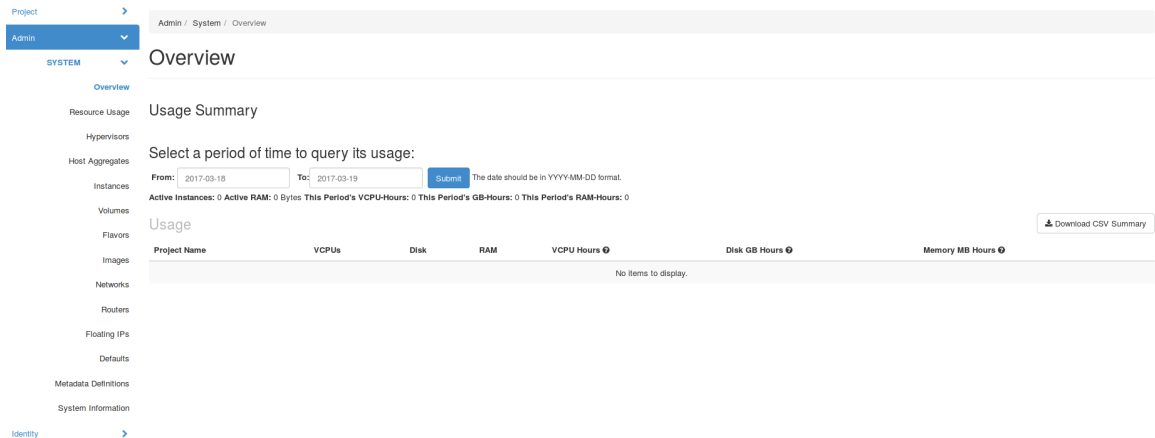 Project
Admin
SYSTEM
Overview
Resource Usage
Hypervisors
Host Aggregates
Instances
Volumes
Flavors
Images
Networks
Routers
Floating IPs
Defaults
Metadata Definitions
System Information
Identity
Admin / System / Overview
Overview
Usage Summary
Select a period of time to query its usage:
From: 2017-03-18 To: 2017-03-19 Submit The date should be in YYYY-MM-DD format.
Active Instances: 0 Active RAM: 0 Bytes This Period's VCPU-Hours: 0 This Period's GB-Hours: 0 This Period's RAM-Hours: 0
Usage
Download CSV Summary
Project Name VCPUs Disk RAM VCPU Hours Disk GB Hours Memory MB Hours
No items to display.